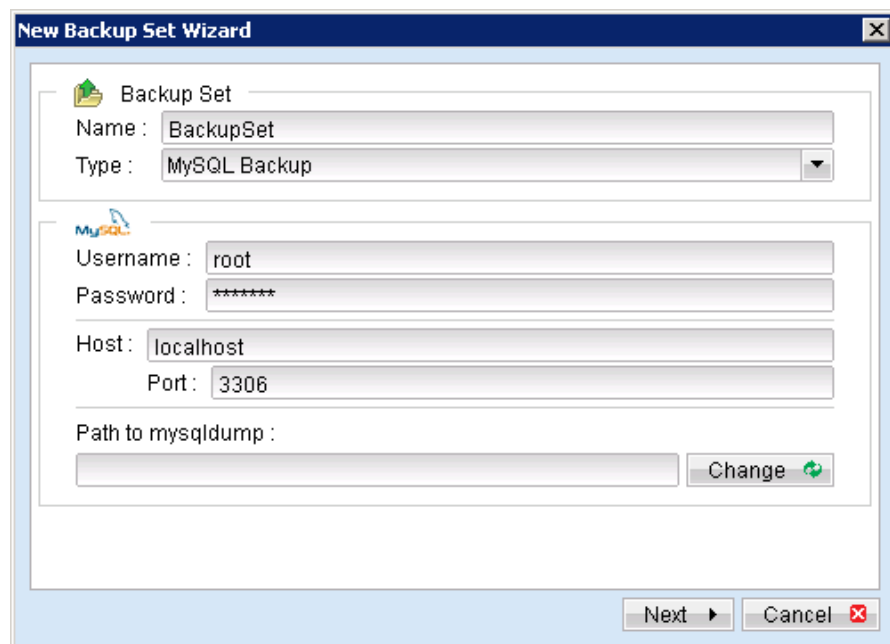 New Backup Set Wizard
Backup Set
Name : BackupSet
Type : MySQL Backup
MySQL
Username : root
Password : *******
Host : localhost
Port : 3306
Path to mysqldump :
Change
Next Cancel